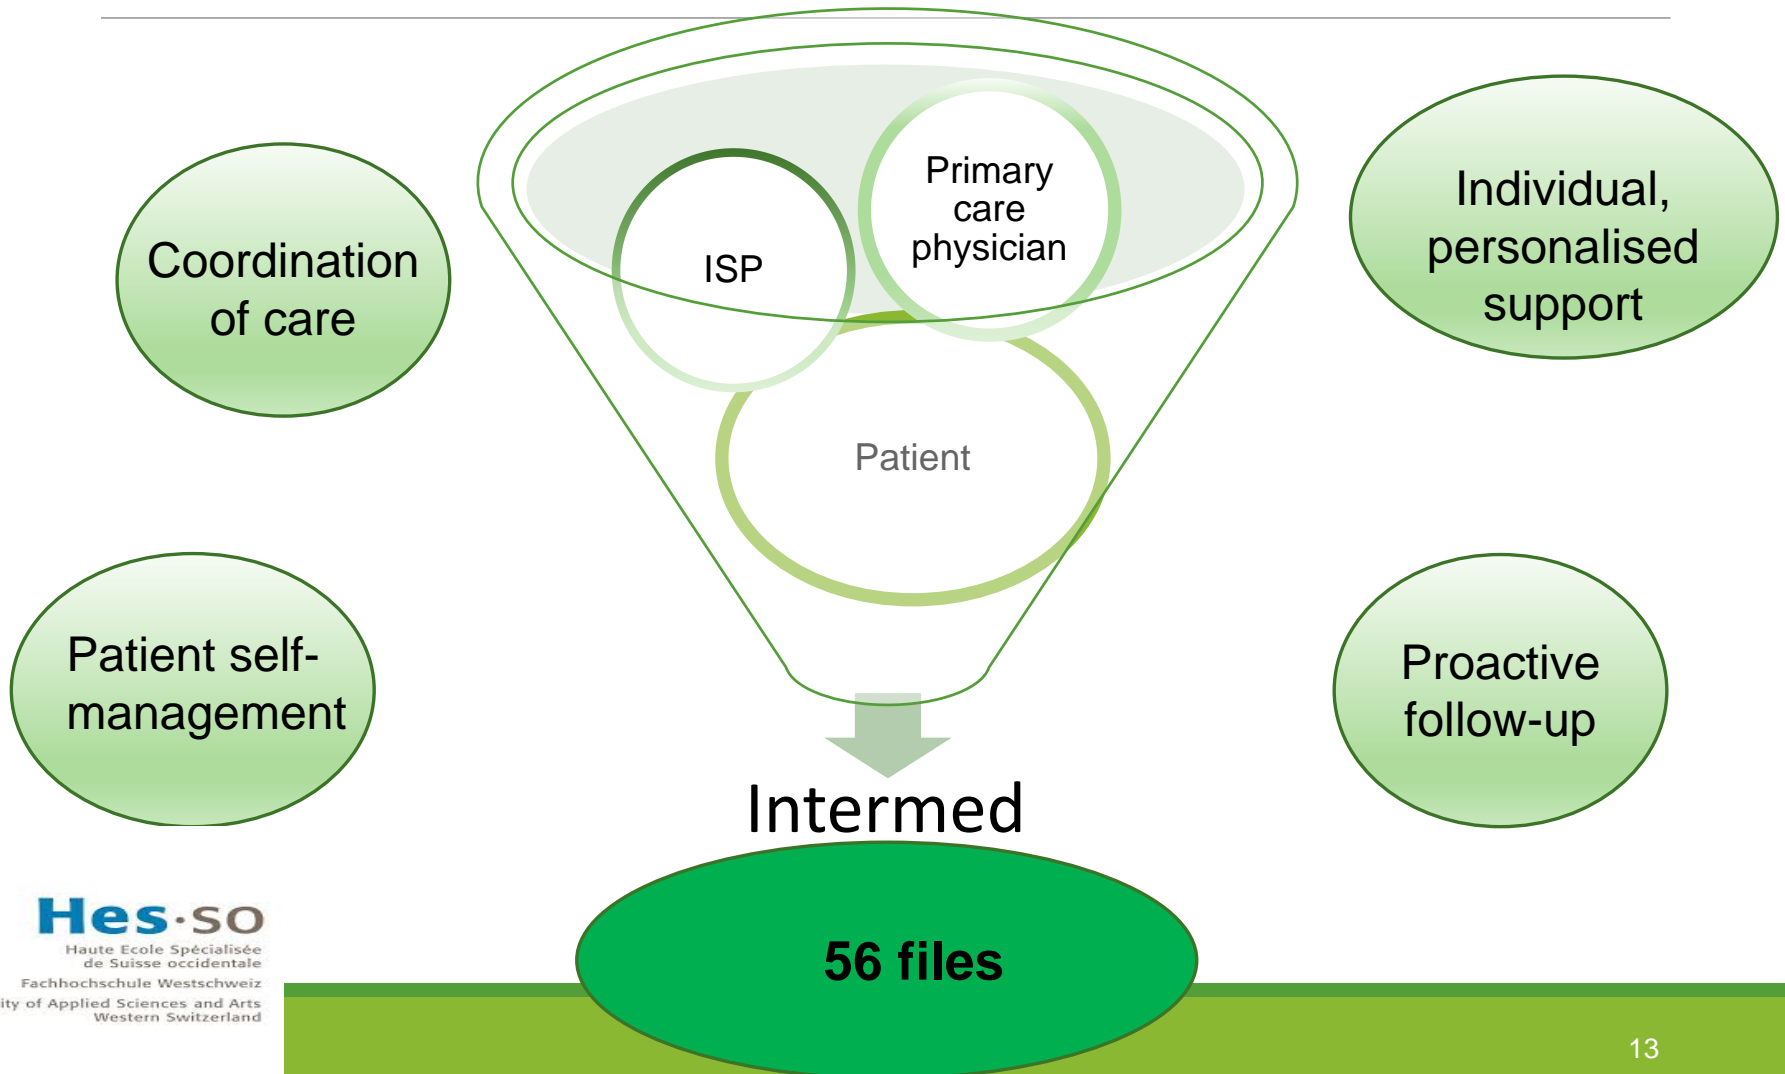 Coordination
of care
ISP
Primary
care
physician
Individual,
personalised
support
Patient
Patient self-
management
Proactive
follow-up
Intermed
56 files
Hes·so
Haute Ecole Spécialisée
de Suisse occidentale
Fachhochschule Westschweiz
ity of Applied Sciences and Arts
Western Switzerland
13